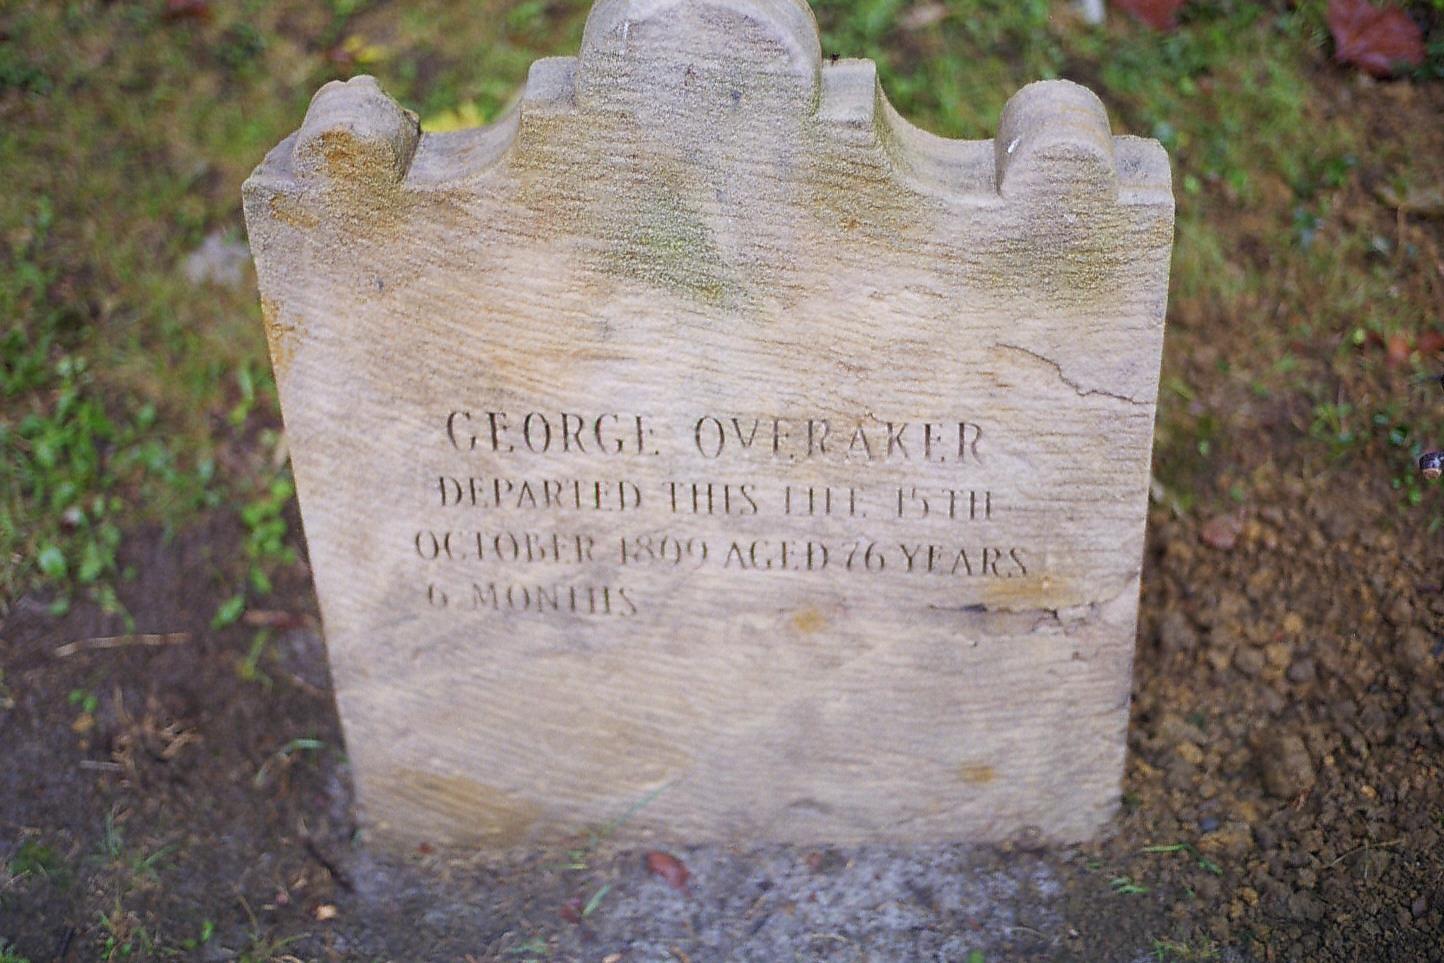 GEORGE OVERAKER
DEPARTED THIS LIFE 15TH
OCTOBER 1809 AGED 76 YEARS
6 MONTHS